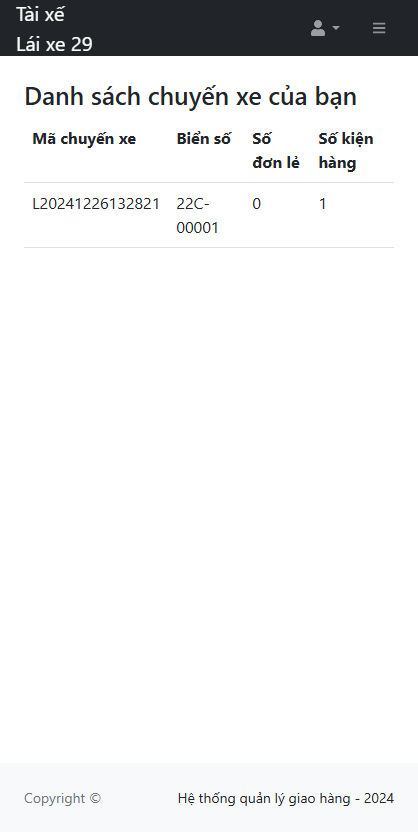 Tài xế
Lái xe 29
Danh sách chuyến xe của bạn
Mã chuyến xe Biển số Số đơn lẻ Số kiện hàng
L20241226132821 22C-00001 0 1
Copyright © Hệ thống quản lý giao hàng - 2024